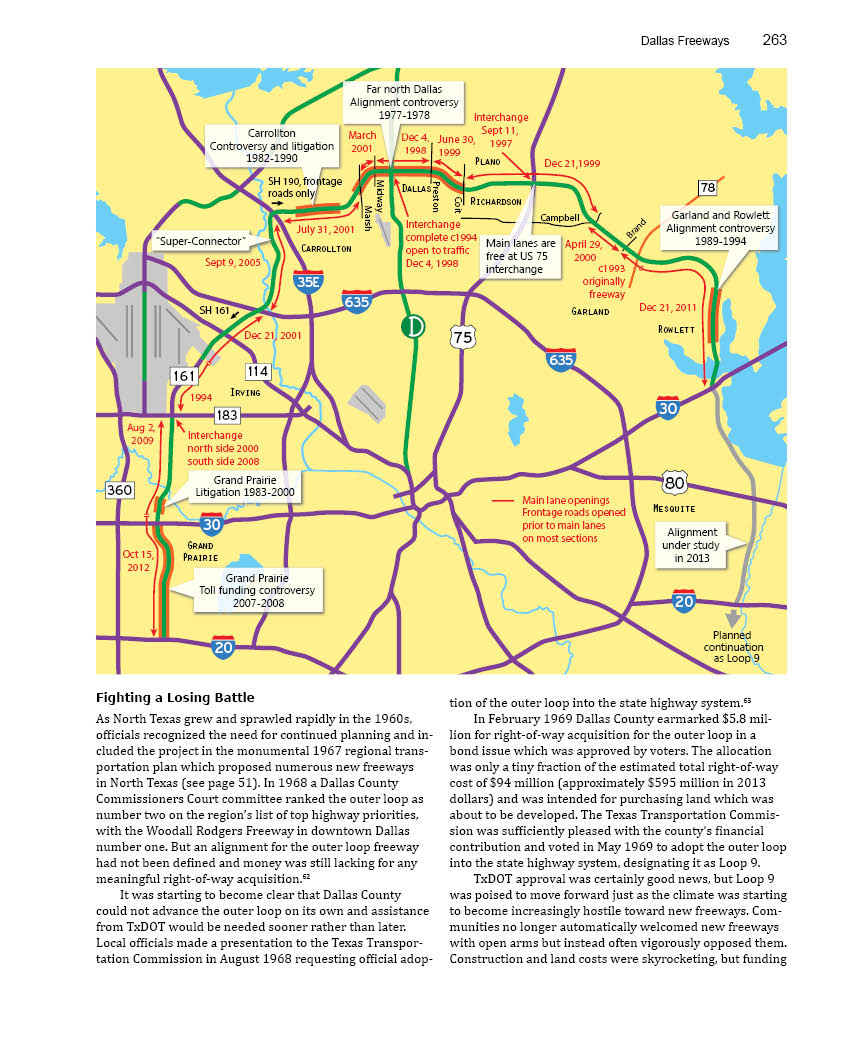 Dallas Freeways 263
Far north Dallas
Alignment controversy
1977-1978
Carrollton
Controversy and litigation
1982-1990
March
2001
Dec 4,
1998
June 30,
1999
Interchange
Sept 11,
1997
PLANO
Dec 21,1999
SH 190, frontage
roads only
Midway
DALLAS
Preston
Coit
RICHARDSON
78
Marsh
Campbell
Brand
Garland and Rowlett
Alignment controversy
1989-1994
"Super-Connector"
July 31, 2001
CARROLLTON
Interchange
complete c1994
open to traffic
Dec 4, 1998
Main lanes are
free at US 75
interchange
April 29,
2000
c1993
originally
freeway
Sept 9, 2005
35E
635
GARLAND
Dec 21, 2011
SH 161
D
75
ROWLETT
Dec 21, 2001
635
161
114
1994
IRVING
30
183
Aug 2,
2009
Interchange
north side 2000
south side 2008
360
Grand Prairie
Litigation 1983-2000
80
Main lane openings
Frontage roads opened
prior to main lanes
on most sections
MESQUITE
30
GRAND
PRAIRIE
Alignment
under study
in 2013
Oct 15,
2012
Grand Prairie
Toll funding controversy
2007-2008
20
20
Planned
continuation
as Loop 9
Fighting a Losing Battle
As North Texas grew and sprawled rapidly in the 1960s,
officials recognized the need for continued planning and in-
cluded the project in the monumental 1967 regional trans-
portation plan which proposed numerous new freeways
in North Texas (see page 51). In 1968 a Dallas County
Commissioners Court committee ranked the outer loop as
number two on the region's list of top highway priorities,
with the Woodall Rodgers Freeway in downtown Dallas
number one. But an alignment for the outer loop freeway
had not been defined and money was still lacking for any
meaningful right-of-way acquisition.⁶²
It was starting to become clear that Dallas County
could not advance the outer loop on its own and assistance
from TxDOT would be needed sooner rather than later.
Local officials made a presentation to the Texas Transpor-
tation Commission in August 1968 requesting official adop-
tion of the outer loop into the state highway system.⁶³
In February 1969 Dallas County earmarked $5.8 mil-
lion for right-of-way acquisition for the outer loop in a
bond issue which was approved by voters. The allocation
was only a tiny fraction of the estimated total right-of-way
cost of $94 million (approximately $595 million in 2013
dollars) and was intended for purchasing land which was
about to be developed. The Texas Transportation Commis-
sion was sufficiently pleased with the county's financial
contribution and voted in May 1969 to adopt the outer loop
into the state highway system, designating it as Loop 9.
TxDOT approval was certainly good news, but Loop 9
was poised to move forward just as the climate was starting
to become increasingly hostile toward new freeways. Com-
munities no longer automatically welcomed new freeways
with open arms but instead often vigorously opposed them.
Construction and land costs were skyrocketing, but funding